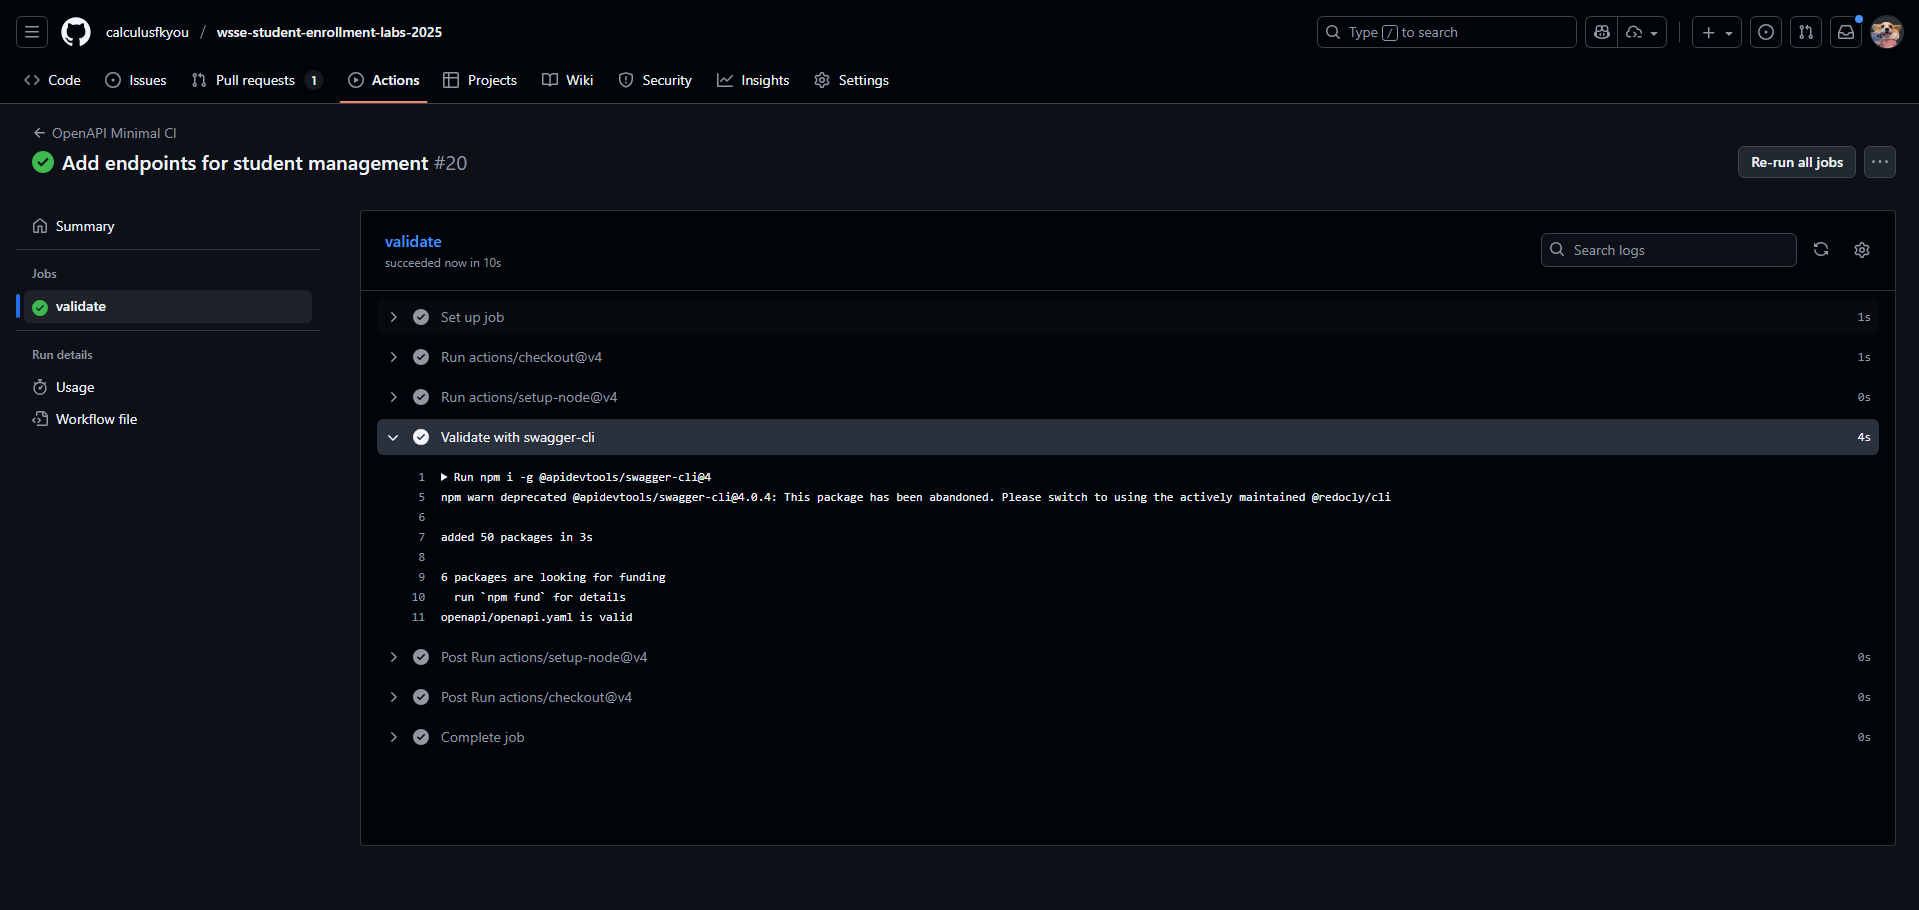 calculusfkyou / wsse-student-enrollment-labs-2025
Type / to search
Code
Issues
Pull requests 1
Actions
Projects
Wiki
Security
Insights
Settings
OpenAPI Minimal CI
Add endpoints for student management #20
Re-run all jobs
Summary
Jobs
validate
Run details
Usage
Workflow file
validate
succeeded now in 10s
Search logs
Set up job 1s
Run actions/checkout@v4 1s
Run actions/setup-node@v4 0s
Validate with swagger-cli 4s
1 Run npm i -g @apidevtools/swagger-cli@4
5 npm warn deprecated @apidevtools/swagger-cli@4.0.4: This package has been abandoned. Please switch to using the actively maintained @redocly/cli
6
7 added 50 packages in 3s
8
9 6 packages are looking for funding
10 run `npm fund` for details
11 openapi/openapi.yaml is valid
Post Run actions/setup-node@v4 0s
Post Run actions/checkout@v4 0s
Complete job 0s